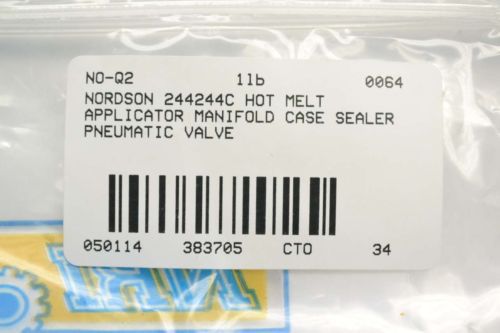 NO-Q2 1lb 0064
NORDSON 244244C HOT MELT
APPLICATOR MANIFOLD CASE SEALER
PNEUMATIC VALVE
050114 383705 CTO 34